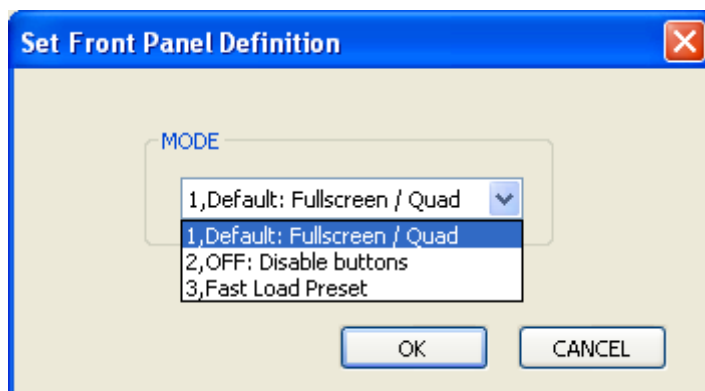 Set Front Panel Definition
MODE
1,Default: Fullscreen / Quad
1,Default: Fullscreen / Quad
2,OFF: Disable buttons
3,Fast Load Preset
OK CANCEL